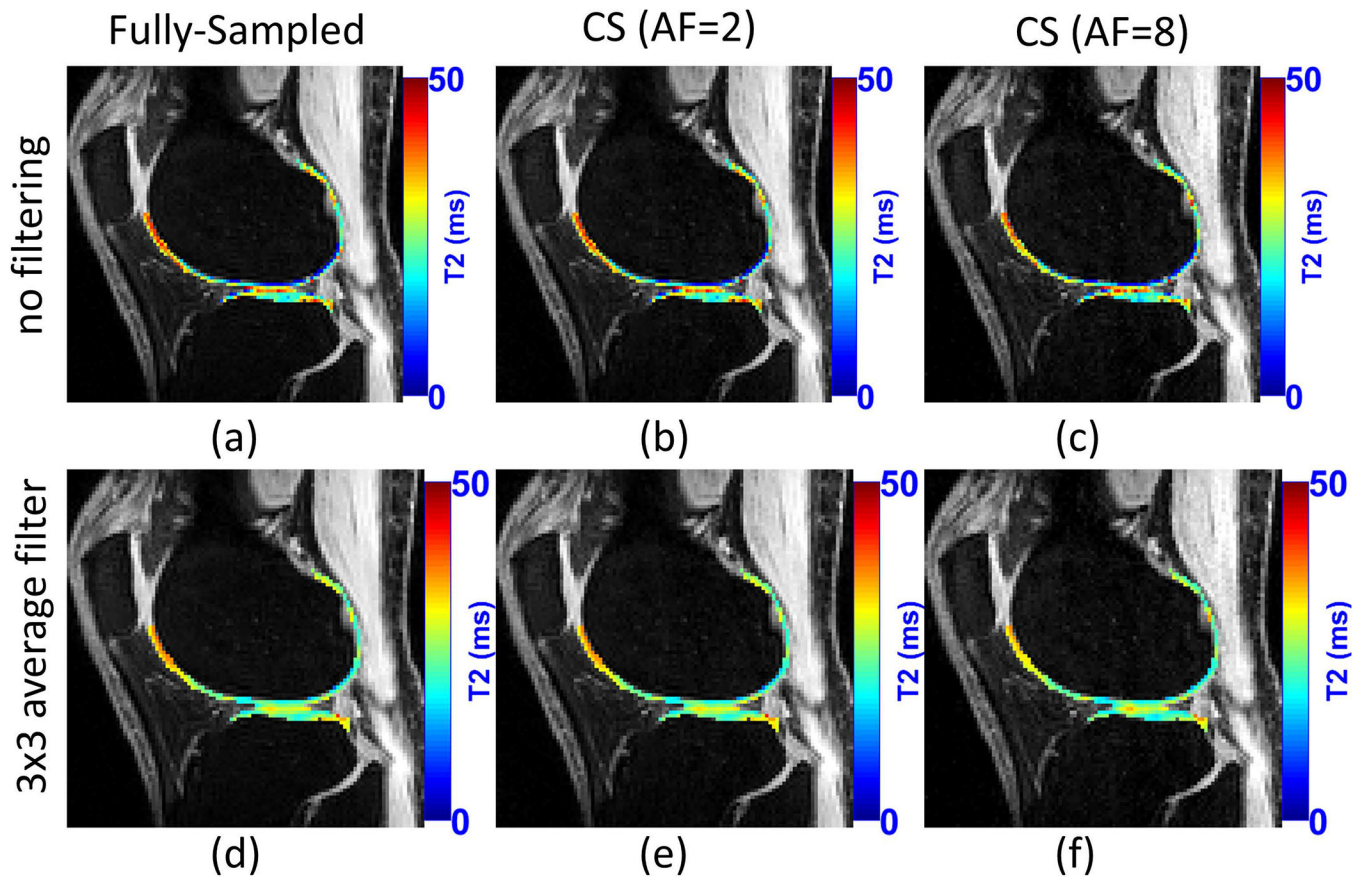 Fully-Sampled
CS (AF=2)
CS (AF=8)
no filtering
50
T2 (ms)
0
50
T2 (ms)
0
50
T2 (ms)
0
(a)
(b)
(c)
3x3 average filter
50
T2 (ms)
0
50
T2 (ms)
0
50
T2 (ms)
0
(d)
(e)
(f)